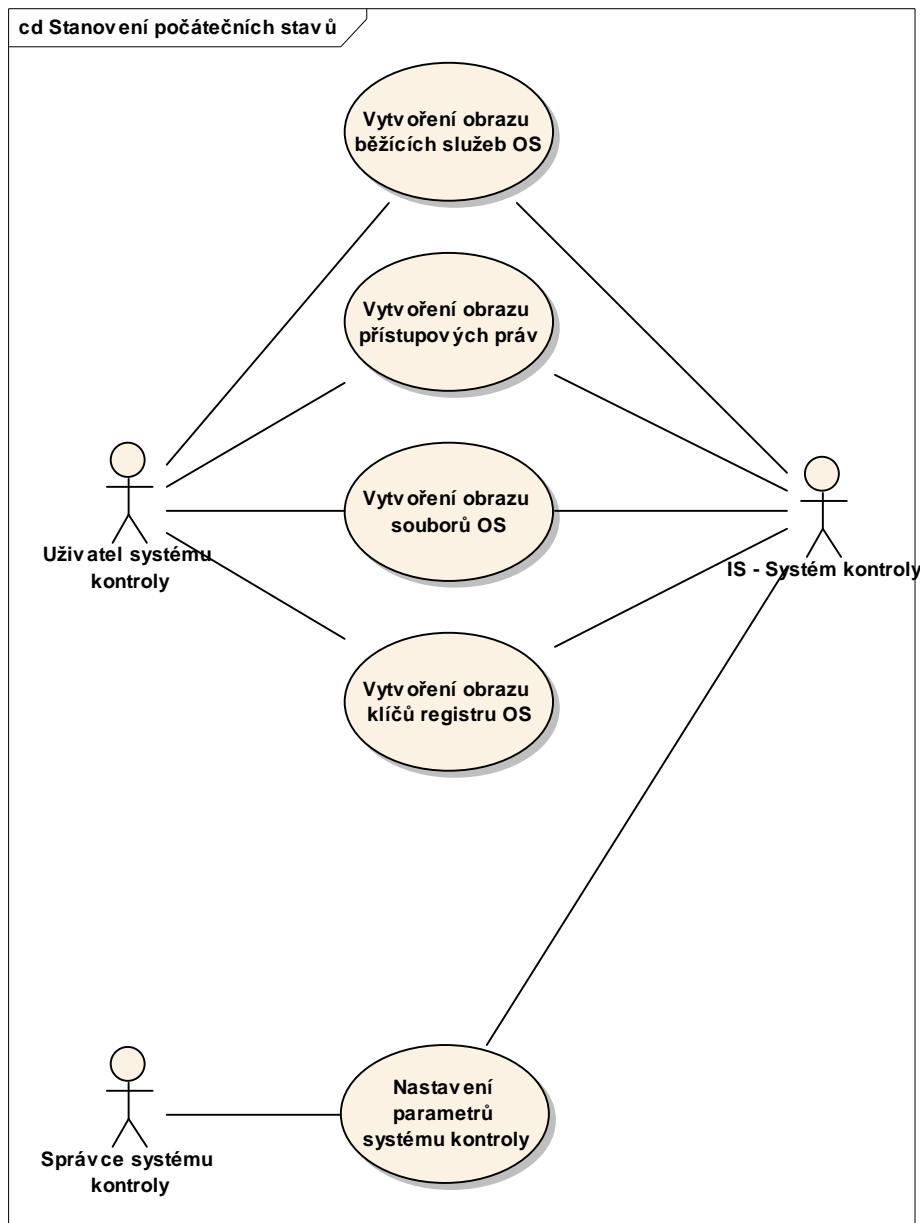 cd Stanovení počátečních stavů
Vytvoření obrazu
běžících služeb OS
Vytvoření obrazu
přístupových práv
Vytvoření obrazu
souborů OS
Uživatel systému
kontroly
IS - Systém kontroly
Vytvoření obrazu
klíčů registru OS
Nastavení
parametrů
systému kontroly
Správce systému
kontroly